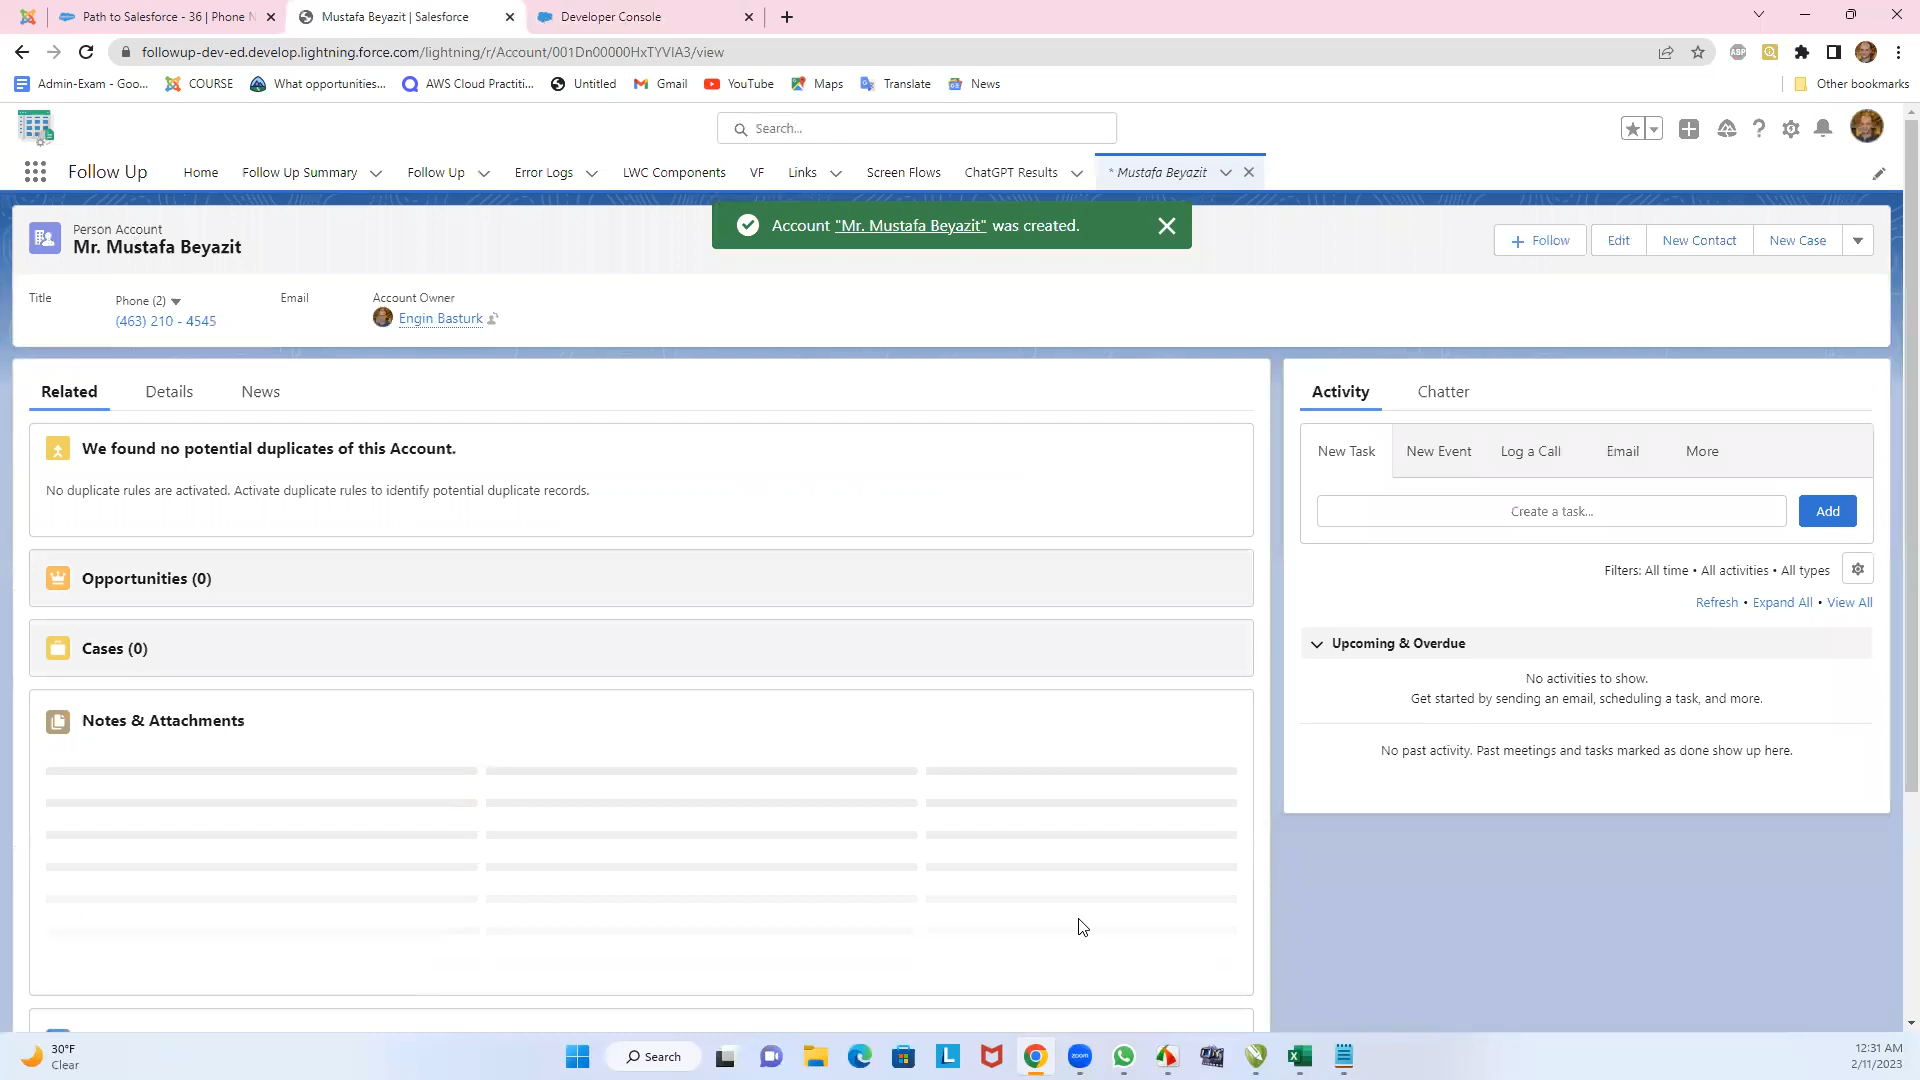 Path to Salesforce - 36 | Phone N
Mustafa Beyazit | Salesforce
Developer Console
followup-dev-ed.develop.lightning.force.com/lightning/r/Account/001Dn00000HxTYVIA3/view
Admin-Exam - Goo...
COURSE
What opportunities...
AWS Cloud Practiti...
Untitled
Gmail
YouTube
Maps
Translate
News
Other bookmarks
Search...
Follow Up
Home
Follow Up Summary
Follow Up
Error Logs
LWC Components
VF
Links
Screen Flows
ChatGPT Results
* Mustafa Beyazit
Account "Mr. Mustafa Beyazit" was created.
Person Account
Mr. Mustafa Beyazit
Follow
Edit
New Contact
New Case
Title
Phone (2)
(463) 210 - 4545
Email
Account Owner
Engin Basturk
Related
Details
News
We found no potential duplicates of this Account.
No duplicate rules are activated. Activate duplicate rules to identify potential duplicate records.
Opportunities (0)
Cases (0)
Notes & Attachments
Activity
Chatter
New Task
New Event
Log a Call
Email
More
Create a task...
Add
Filters: All time • All activities • All types
Refresh • Expand All • View All
Upcoming & Overdue
No activities to show.
Get started by sending an email, scheduling a task, and more.
No past activity. Past meetings and tasks marked as done show up here.
30°F
Clear
Search
zoom
12:31 AM
2/11/2023